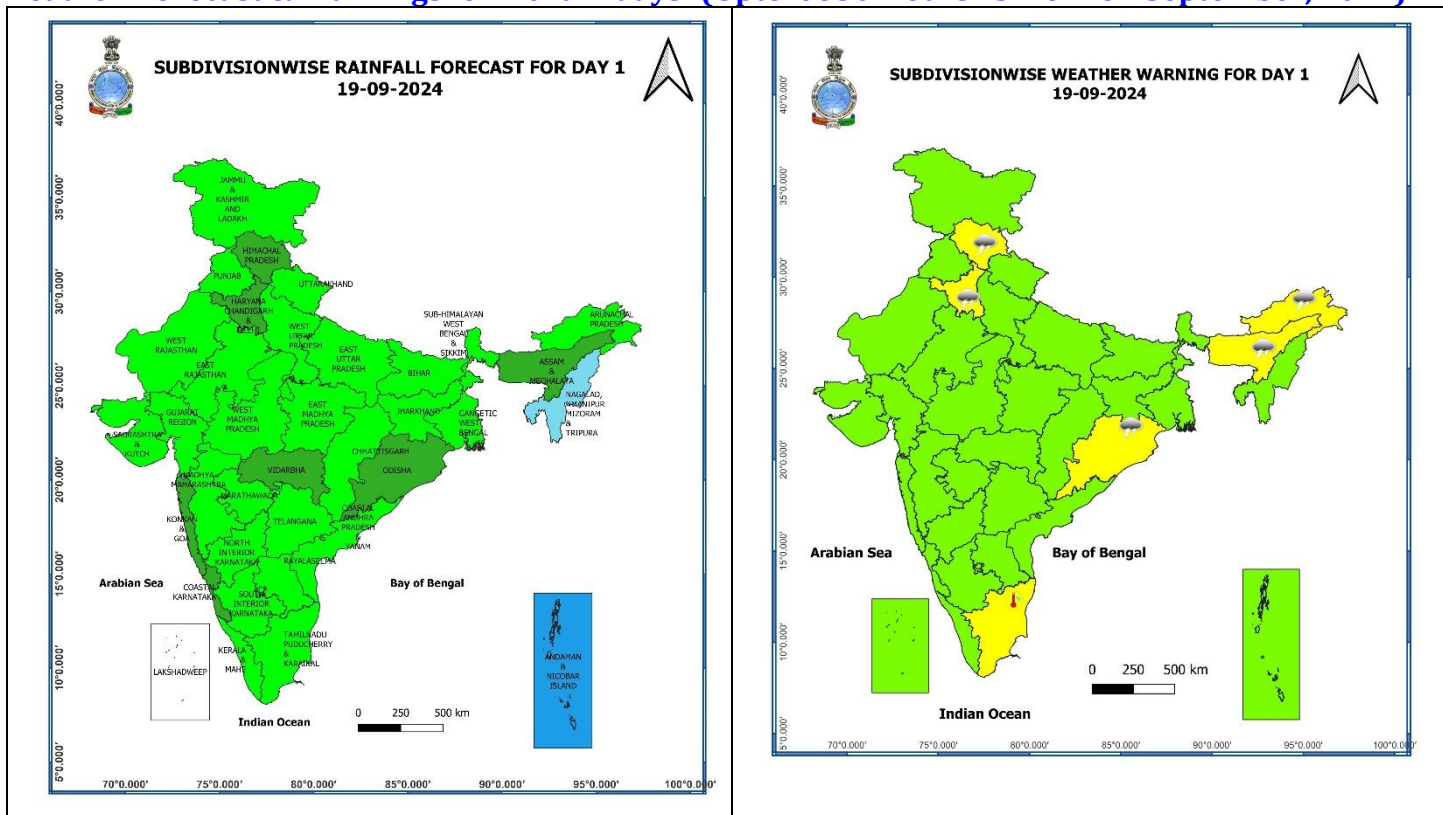 SUBDIVISIONWISE RAINFALL FORECAST FOR DAY 1
19-09-2024
40°0.000'
35°0.000'
30°0.000'
25°0.000'
20°0.000'
15°0.000'
10°0.000'
5°0.000'
JAMMU
&
KASHMIR
AND
LADAKH
HIMACHAL
PRADESH
PUNJAB
UTTARAKHAND
HARYANA
CHANDIGARH
&
DELHI
WEST
UTTAR
PRADESH
SUB-HIMALAYAN
WEST
BENGAL
&
SIKKIM
ARUNACHAL
PRADESH
WEST
RAJASTHAN
EAST
RAJASTHAN
EAST
UTTAR
PRADESH
BIHAR
ASSAM
&
MEGHALAYA
NAGALAD,
MANIPUR
MIZORAM
&
TRIPURA
GUJARAT
REGION
WEST
MADHYA
PRADESH
EAST
MADHYA
PRADESH
JHARKHAND
GANGETIC
WEST
BENGAL
SAURASHTRA
&
KUTCH
CHHATTISGARH
VIDARBHA
ODISHA
MADHYA
MAHARASHTRA
MARATHAWADA
KONKAN
&
GOA
TELANGANA
COASTAL
ANDHRA
PRADESH
&
YANAM
NORTH
INTERIOR
KARNATAKA
RAYALASEEMA
Arabian Sea
Bay of Bengal
COASTAL
KARNATAKA
SOUTH
INTERIOR
KARNATAKA
TAMILNADU
PUDUCHERRY
&
KARAIKAL
KERALA
&
MAHE
LAKSHADWEEP
ANDAMAN
&
NICOBAR
ISLAND
Indian Ocean
0 250 500 km
70°0.000' 75°0.000' 80°0.000' 85°0.000' 90°0.000' 95°0.000' 100°0.000'
SUBDIVISIONWISE WEATHER WARNING FOR DAY 1
19-09-2024
40°0.000'
35°0.000'
30°0.000'
25°0.000'
20°0.000'
15°0.000'
10°0.000'
5°0.000'
Arabian Sea
Bay of Bengal
0 250 500 km
Indian Ocean
70°0.000' 75°0.000' 80°0.000' 85°0.000' 90°0.000' 95°0.000' 100°0.000'